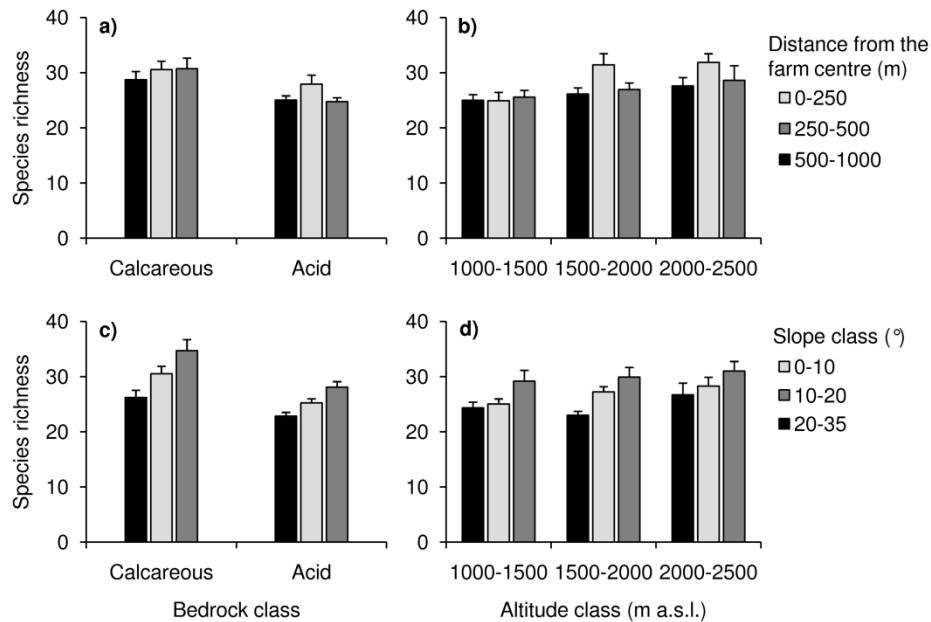 a)
40
30
20
10
0
Species richness
Calcareous
Acid
b)
40
30
20
10
0
1000-1500
1500-2000
2000-2500
Distance from the
farm centre (m)
0-250
250-500
500-1000
c)
40
30
20
10
0
Species richness
Calcareous
Acid
Bedrock class
d)
40
30
20
10
0
1000-1500
1500-2000
2000-2500
Altitude class (m a.s.l.)
Slope class (°)
0-10
10-20
20-35